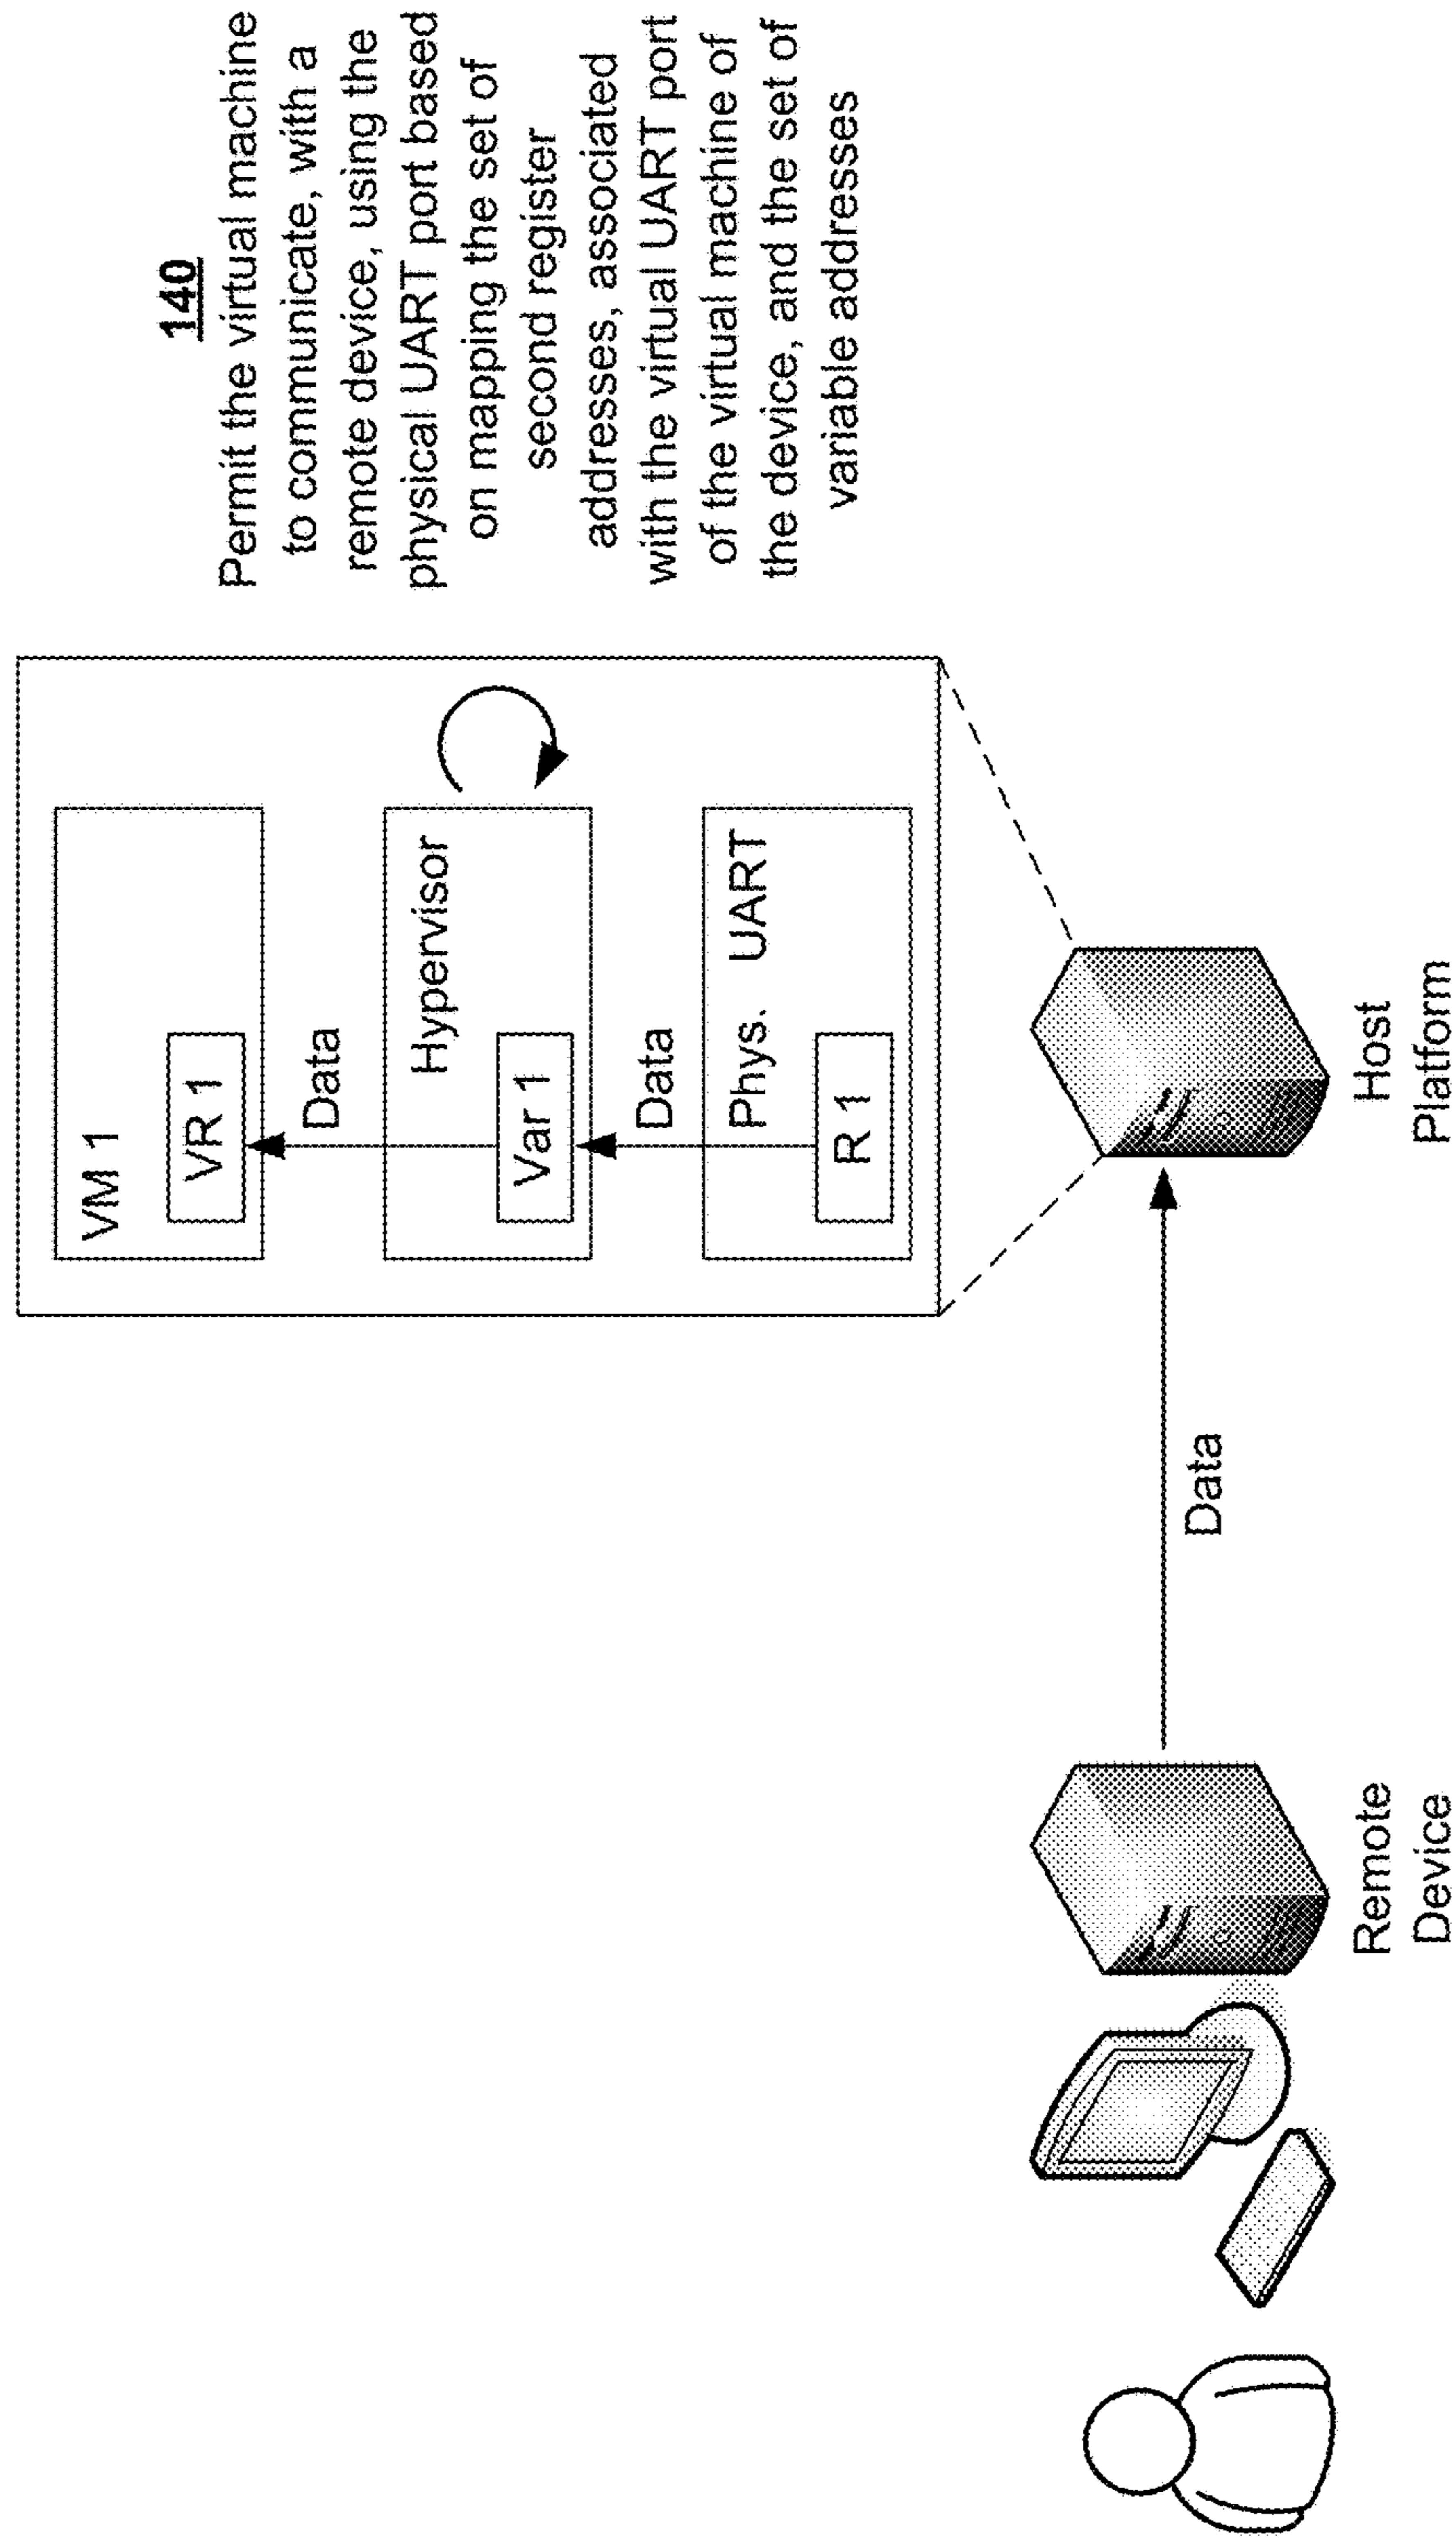 140
Permit the virtual machine
to communicate, with a
remote device, using the
physical UART port based
on mapping the set of
second register
addresses, associated
with the virtual UART port
of the virtual machine of
the device, and the set of
variable addresses
VM 1
VR 1
Data
Hypervisor
Var 1
Data
Phys. UART
R 1
Data
Remote
Device
Host
Platform